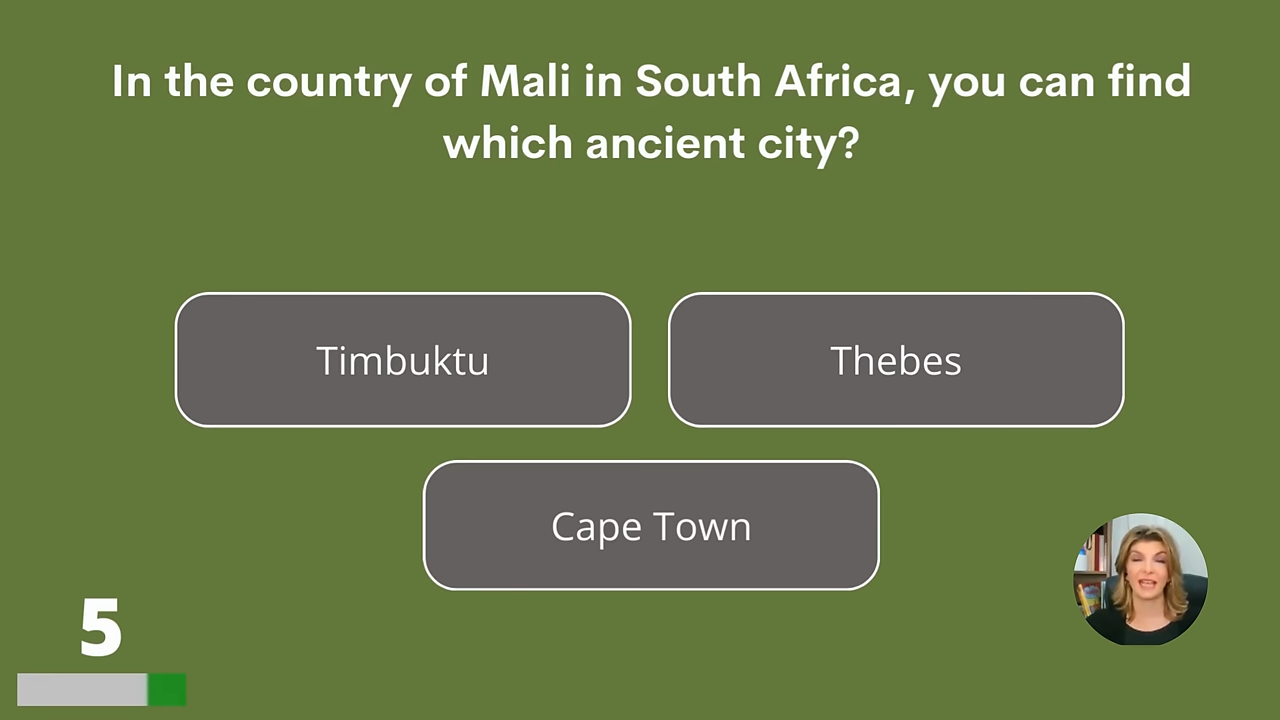 In the country of Mali in South Africa, you can find
which ancient city?
Timbuktu
Thebes
Cape Town
5